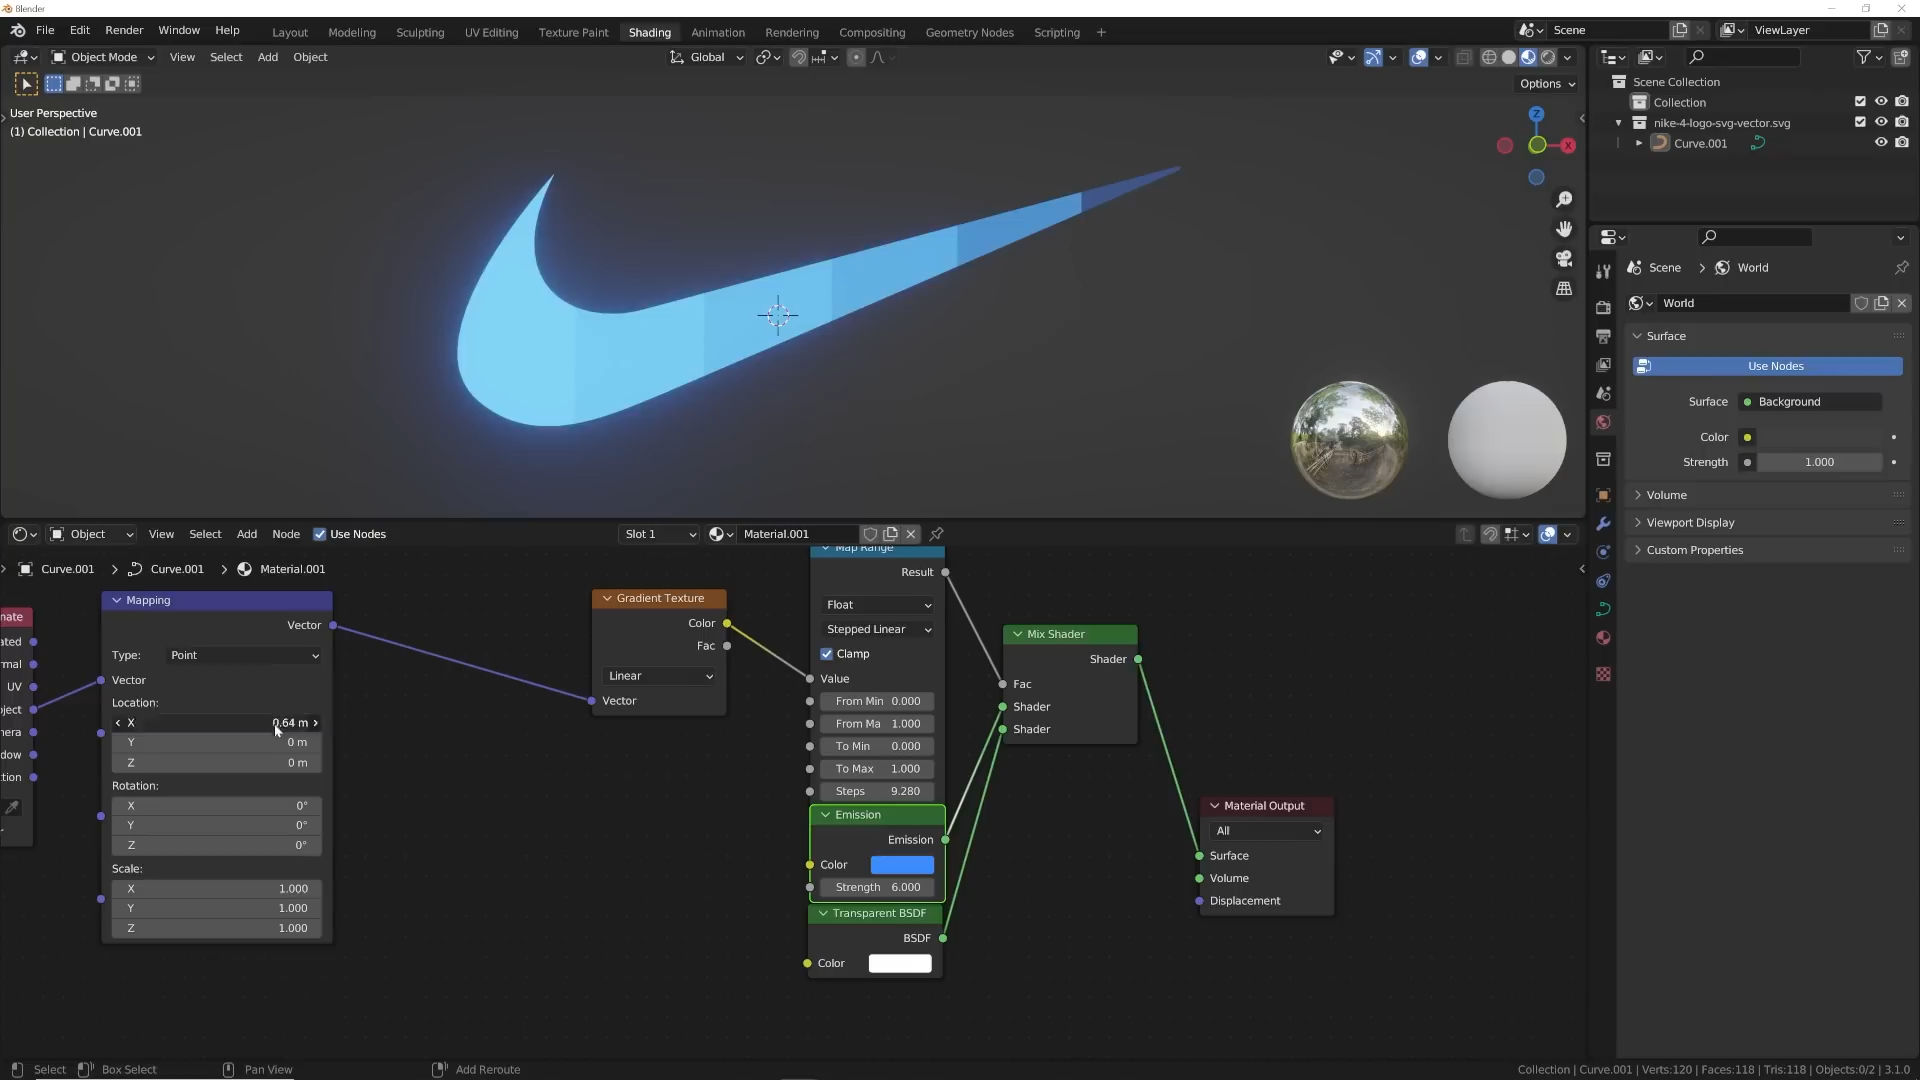 Blender
File Edit Render Window Help
Layout Modeling Sculpting UV Editing Texture Paint Shading Animation Rendering Compositing Geometry Nodes Scripting +
Scene
ViewLayer
Object Mode View Select Add Object
Global
Options
User Perspective
(1) Collection | Curve.001
Z
X
Scene Collection
Collection
nike-4-logo-svg-vector.svg
Curve.001
Scene > World
World
Surface
Use Nodes
Surface Background
Color
Strength 1.000
Volume
Viewport Display
Custom Properties
Object View Select Add Node Use Nodes
Slot 1
Material.001
Curve.001 > Curve.001 > Material.001
nate
ated
mal
UV
ject
nera
dow
tion
Mapping
Vector
Type: Point
Vector
Location:
X 0.64 m
Y 0 m
Z 0 m
Rotation:
X 0°
Y 0°
Z 0°
Scale:
X 1.000
Y 1.000
Z 1.000
Gradient Texture
Color
Fac
Linear
Vector
Map Range
Result
Float
Stepped Linear
Clamp
Value
From Min 0.000
From Ma 1.000
To Min 0.000
To Max 1.000
Steps 9.280
Emission
Emission
Color
Strength 6.000
Transparent BSDF
BSDF
Color
Mix Shader
Shader
Fac
Shader
Shader
Material Output
All
Surface
Volume
Displacement
Select Box Select Pan View Add Reroute
Collection | Curve.001 | Verts:120 | Faces:118 | Tris:118 | Objects:0/2 | 3.1.0